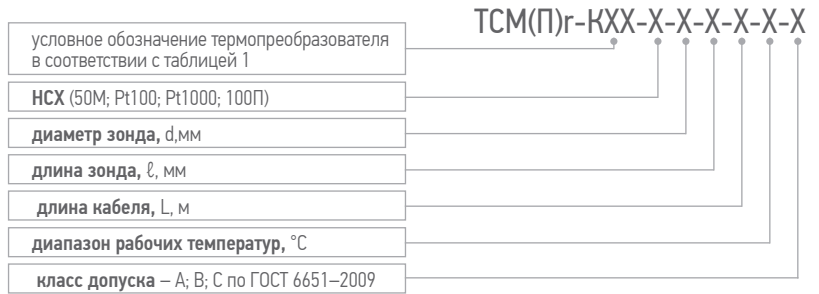 ТСМ(П)г-КХХ-Х-Х-Х-Х-Х-Х
условное обозначение термопреобразователя
в соответствии с таблицей 1
НСХ (50М; Pt100; Pt1000; 100П)
диаметр зонда, d,мм
длина зонда, ℓ, мм
длина кабеля, L, м
диапазон рабочих температур, °С
класс допуска – А; В; С по ГОСТ 6651–2009